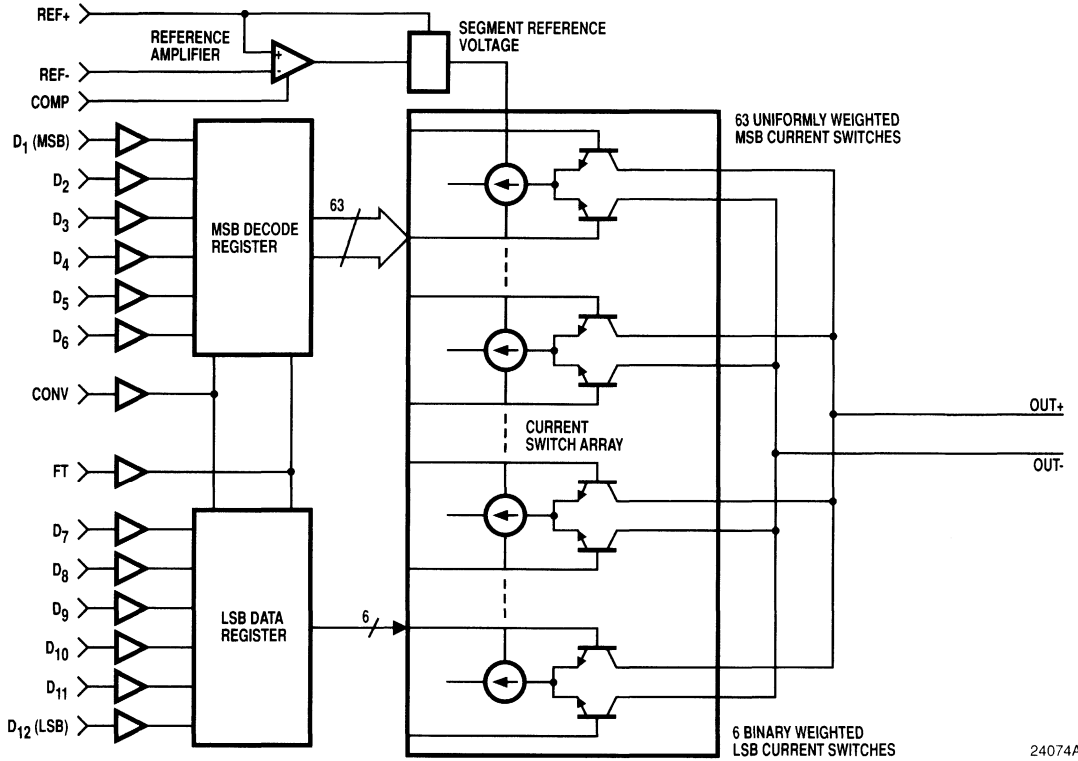 REF+
REFERENCE
AMPLIFIER
+
-
SEGMENT REFERENCE
VOLTAGE
REF-
COMP
63 UNIFORMLY WEIGHTED
MSB CURRENT SWITCHES
D1 (MSB)
D2
D3
D4
D5
D6
MSB DECODE
REGISTER
63
CONV
FT
CURRENT
SWITCH ARRAY
OUT+
OUT-
D7
D8
D9
D10
D11
D12 (LSB)
LSB DATA
REGISTER
6
6 BINARY WEIGHTED
LSB CURRENT SWITCHES
24074A